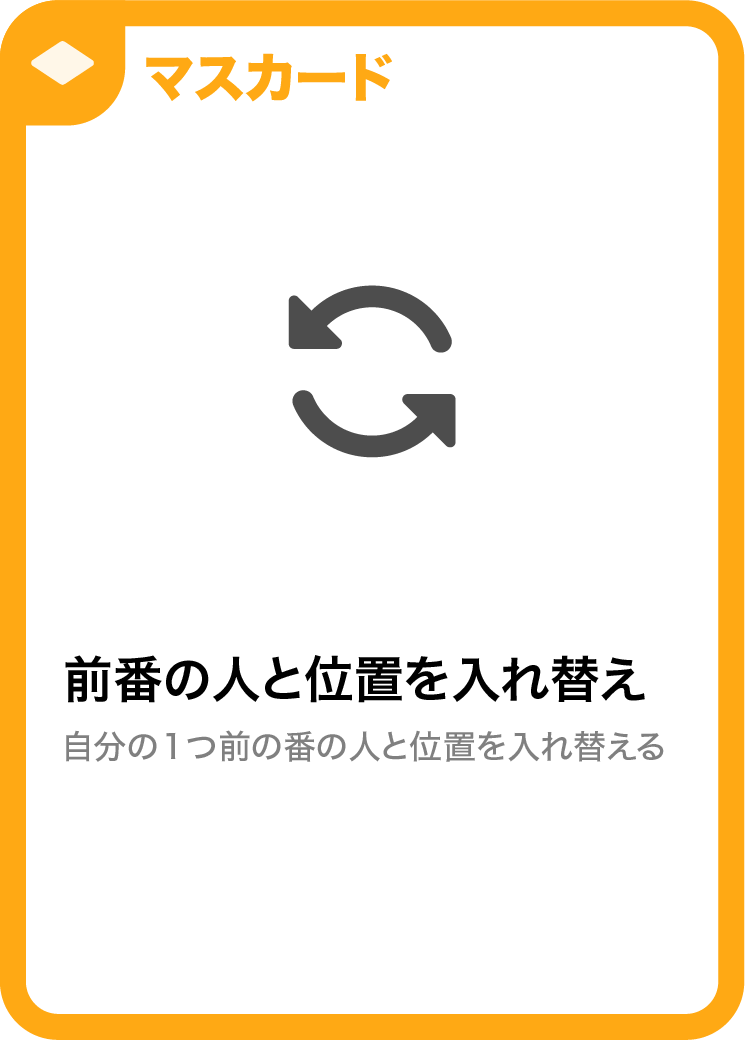 マスカード
前番の人と位置を入れ替え
自分の1つ前の番の人と位置を入れ替える